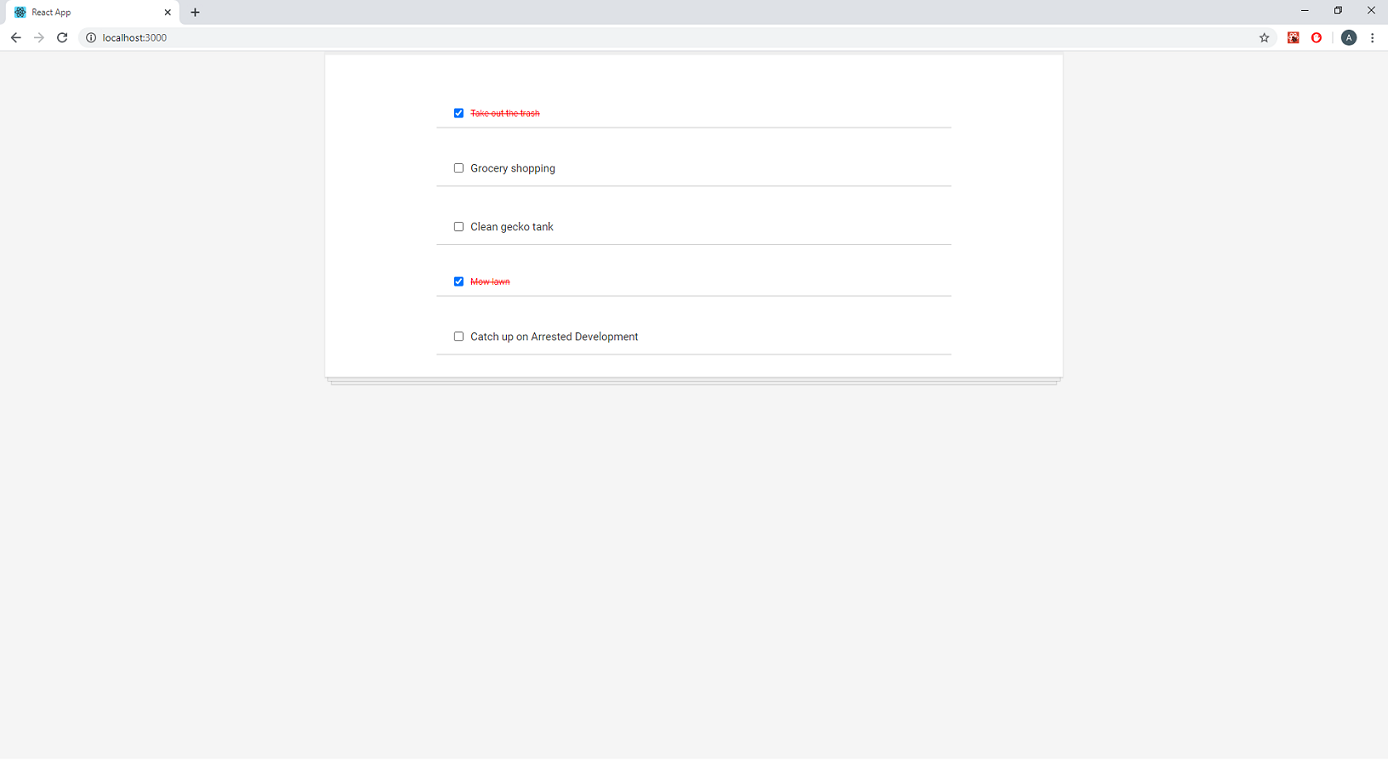 React App
localhost:3000
A
Take out the trash
Grocery shopping
Clean gecko tank
Mow lawn
Catch up on Arrested Development